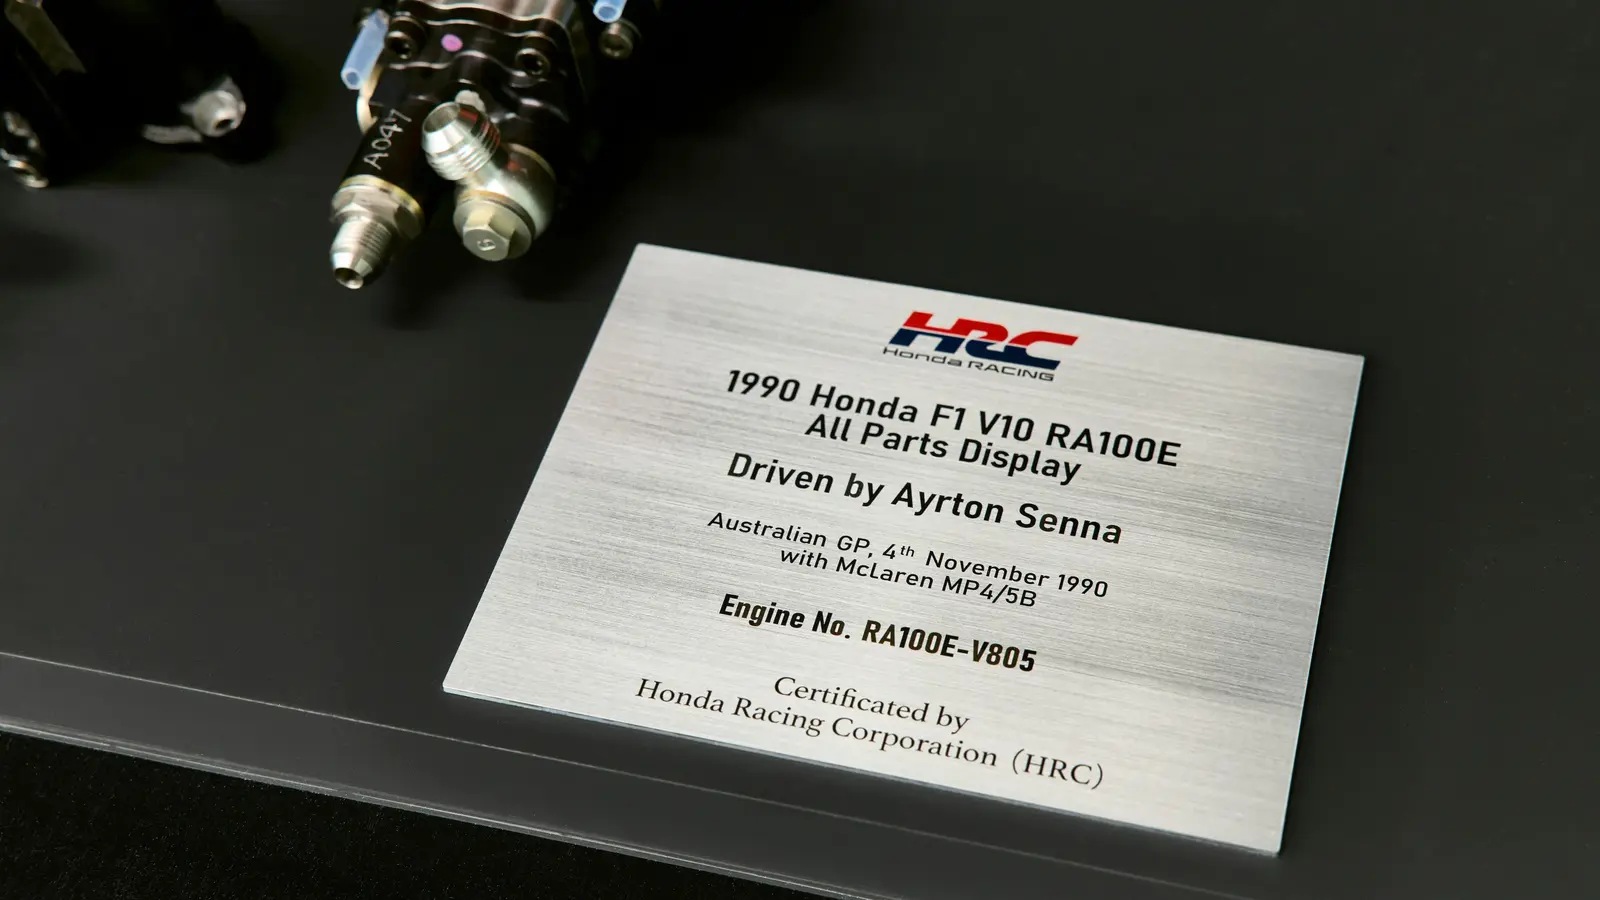 A047
9
HRC
Honda RACING
1990 Honda F1 V10 RA100E
All Parts Display
Driven by Ayrton Senna
Australian GP, 4th November 1990
with McLaren MP4/5B
Engine No. RA100E-V805
Certificated by
Honda Racing Corporation (HRC)